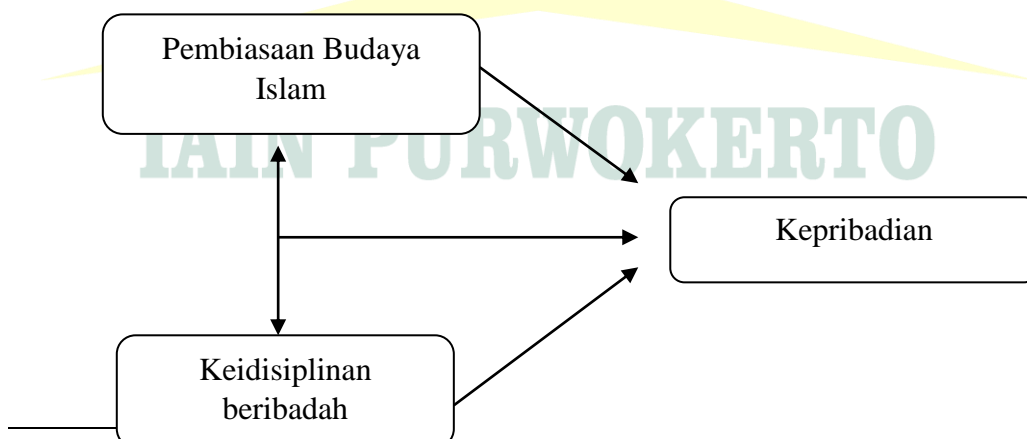 Pembiasaan Budaya
Islam
IAIN PURWOKERTO
Kepribadian
Keidisiplinan
beribadah